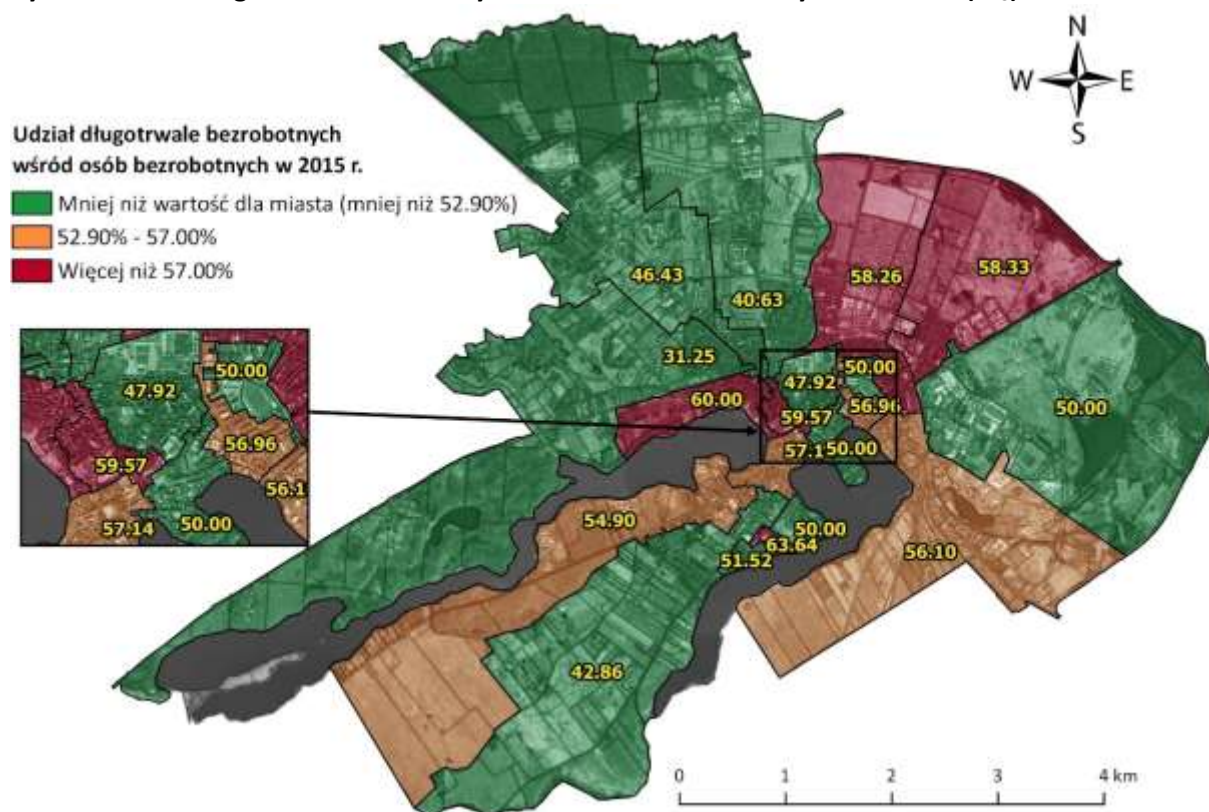 N
W E
S
Udział długotrwale bezrobotnych
wśród osób bezrobotnych w 2015 r.
Mniej niż wartość dla miasta (mniej niż 52.90%)
52.90% - 57.00%
Więcej niż 57.00%
46.43
40.63
58.26
58.33
31.25
60.00
47.92
50.00
59.57
56.96
57.1
50.00
50.00
47.92
50.00
56.96
59.57
56.1
57.14
50.00
54.90
50.00
63.64
51.52
56.10
42.86
0 1 2 3 4 km